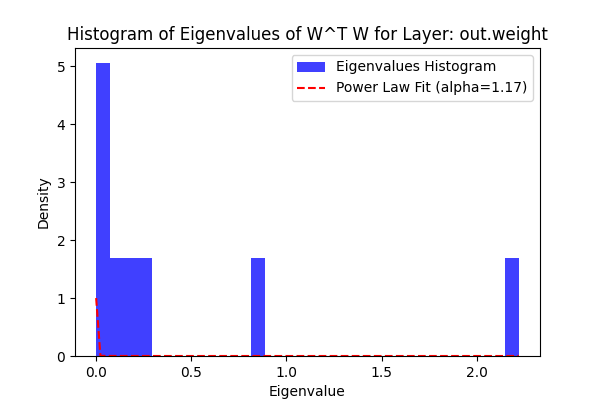 Histogram of Eigenvalues of W^T W for Layer: out.weight
Eigenvalues Histogram
Power Law Fit (alpha=1.17)
5
4
3
2
1
0
Density
0.0 0.5 1.0 1.5 2.0
Eigenvalue